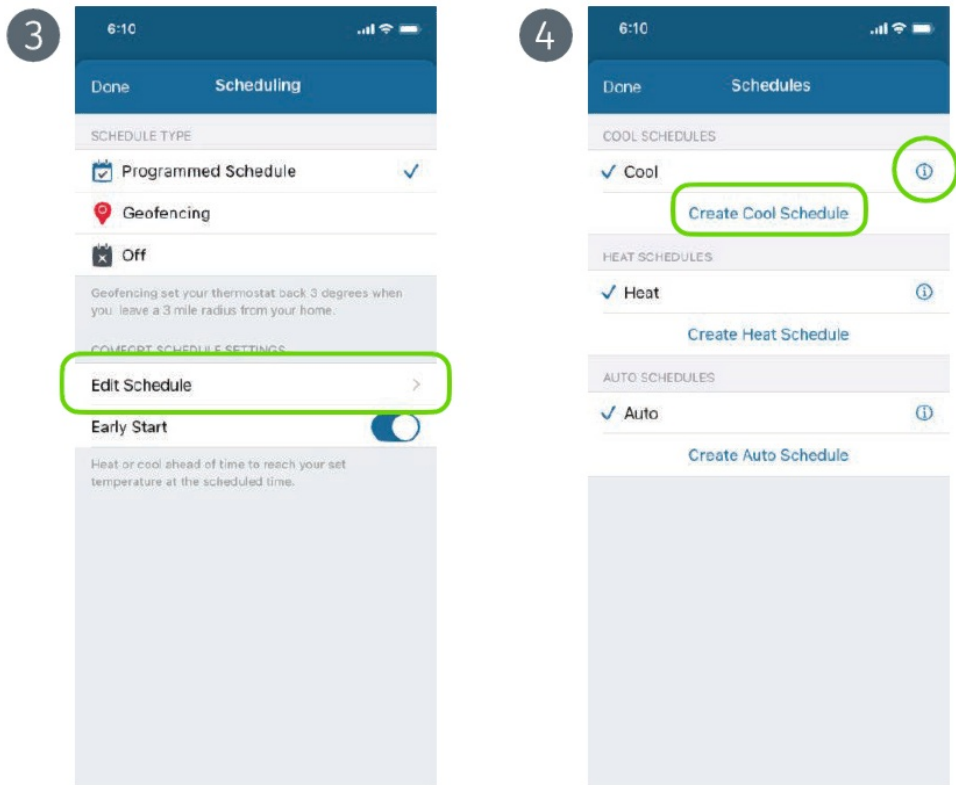 3
6:10
Done Scheduling
SCHEDULE TYPE
Programmed Schedule
Geofencing
Off
Geofencing set your thermostat back 3 degrees when
you leave a 3 mile radius from your home.
COMFORT SCHEDULE SETTINGS
Edit Schedule
Early Start
Heat or cool ahead of time to reach your set
temperature at the scheduled time.
4
6:10
Done Schedules
COOL SCHEDULES
Cool
Create Cool Schedule
HEAT SCHEDULES
Heat
Create Heat Schedule
AUTO SCHEDULES
Auto
Create Auto Schedule